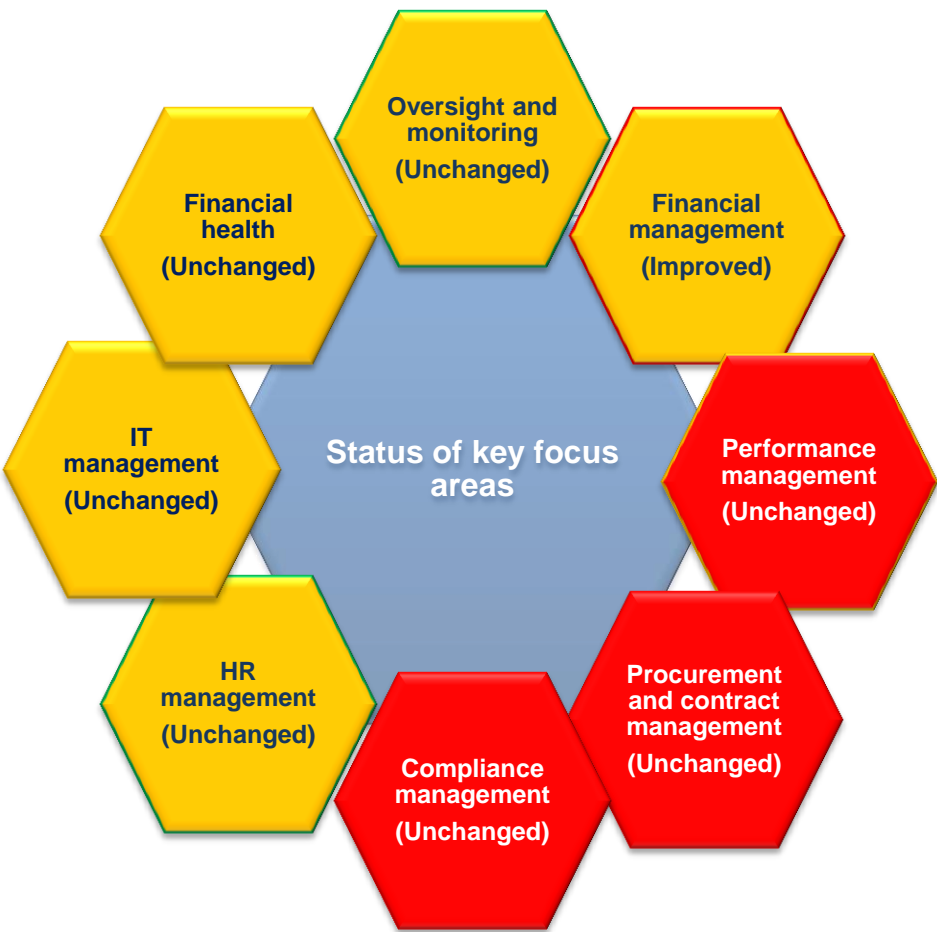 Oversight and
monitoring
(Unchanged)
Financial
management
(Improved)
Performance
management
(Unchanged)
Procurement
and contract
management
(Unchanged)
Compliance
management
(Unchanged)
HR
management
(Unchanged)
IT
management
(Unchanged)
Financial
health
(Unchanged)
Status of key focus
areas